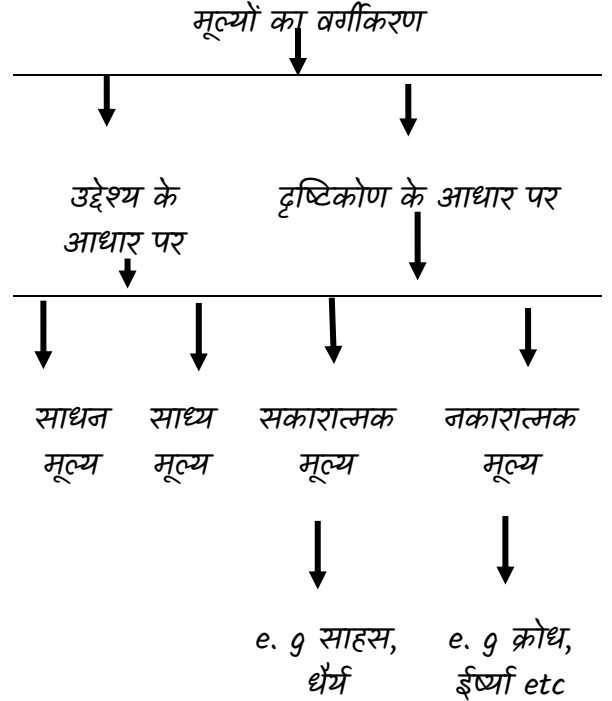 मूल्यों का वर्गीकरण
उद्देश्य के
आधार पर
दृष्टिकोण के आधार पर
साधन
मूल्य
साध्य
मूल्य
सकारात्मक
मूल्य
नकारात्मक
मूल्य
e. g साहस,
धैर्य
e. g क्रोध,
ईर्ष्या etc